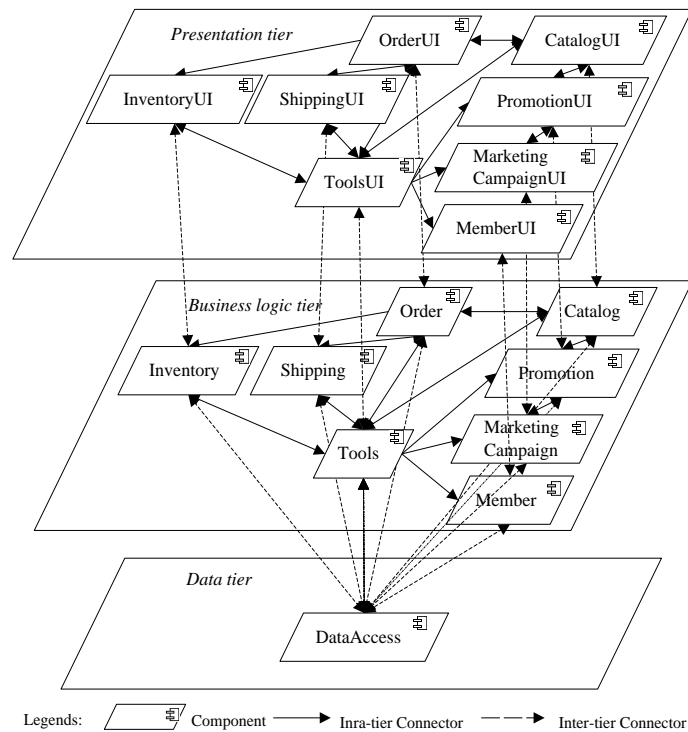 Presentation tier
OrderUI
CatalogUI
InventoryUI
ShippingUI
PromotionUI
ToolsUI
Marketing
CampaignUI
MemberUI
Business logic tier
Order
Catalog
Inventory
Shipping
Promotion
Tools
Marketing
Campaign
Member
Data tier
DataAccess
Legends: Component Inra-tier Connector Inter-tier Connector